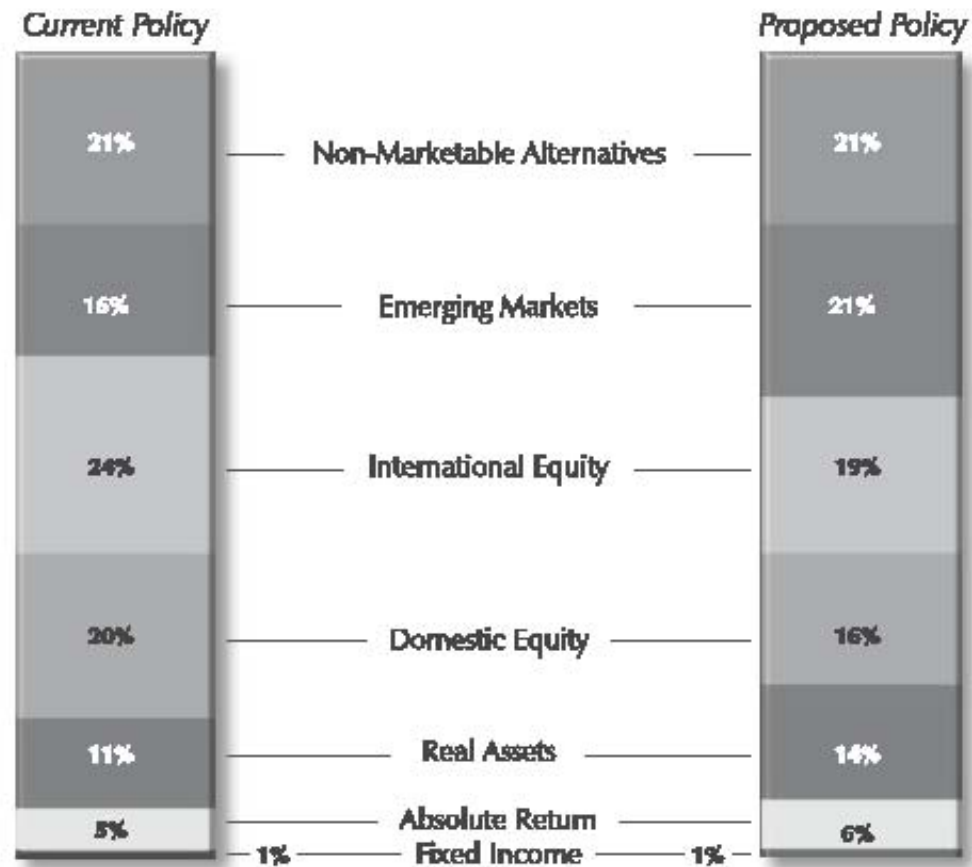 Current Policy Proposed Policy
21% Non-Marketable Alternatives 21%
16% Emerging Markets 21%
24% International Equity 19%
20% Domestic Equity 16%
11% Real Assets 14%
5% Absolute Return 6%
1% Fixed Income 1%